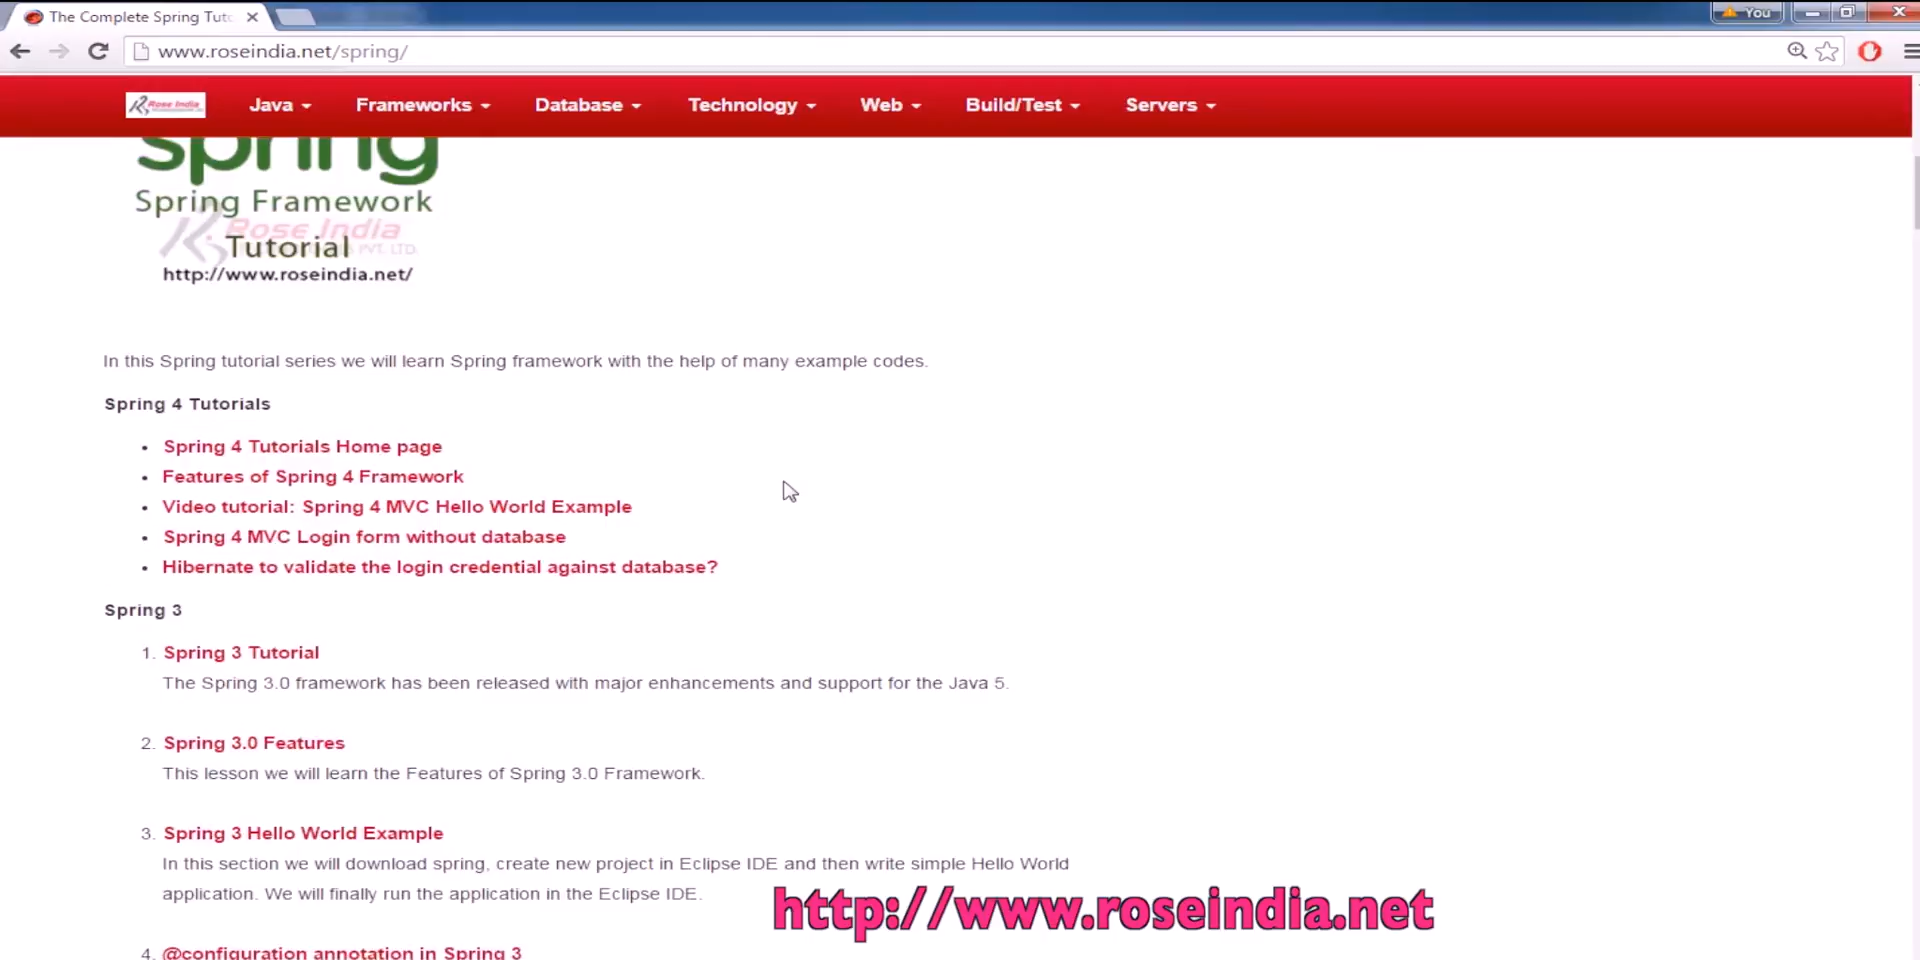 The Complete Spring Tuto
You
www.roseindia.net/spring/
Rose India Java Frameworks Database Technology Web Build/Test Servers
spring
Spring Framework
Rose India
Tutorial PVT. LTD.
http://www.roseindia.net/
In this Spring tutorial series we will learn Spring framework with the help of many example codes.
Spring 4 Tutorials
• Spring 4 Tutorials Home page
• Features of Spring 4 Framework
• Video tutorial: Spring 4 MVC Hello World Example
• Spring 4 MVC Login form without database
• Hibernate to validate the login credential against database?
Spring 3
1. Spring 3 Tutorial
The Spring 3.0 framework has been released with major enhancements and support for the Java 5.
2. Spring 3.0 Features
This lesson we will learn the Features of Spring 3.0 Framework.
3. Spring 3 Hello World Example
In this section we will download spring, create new project in Eclipse IDE and then write simple Hello World
application. We will finally run the application in the Eclipse IDE.
http://www.roseindia.net
4. @configuration annotation in Spring 3